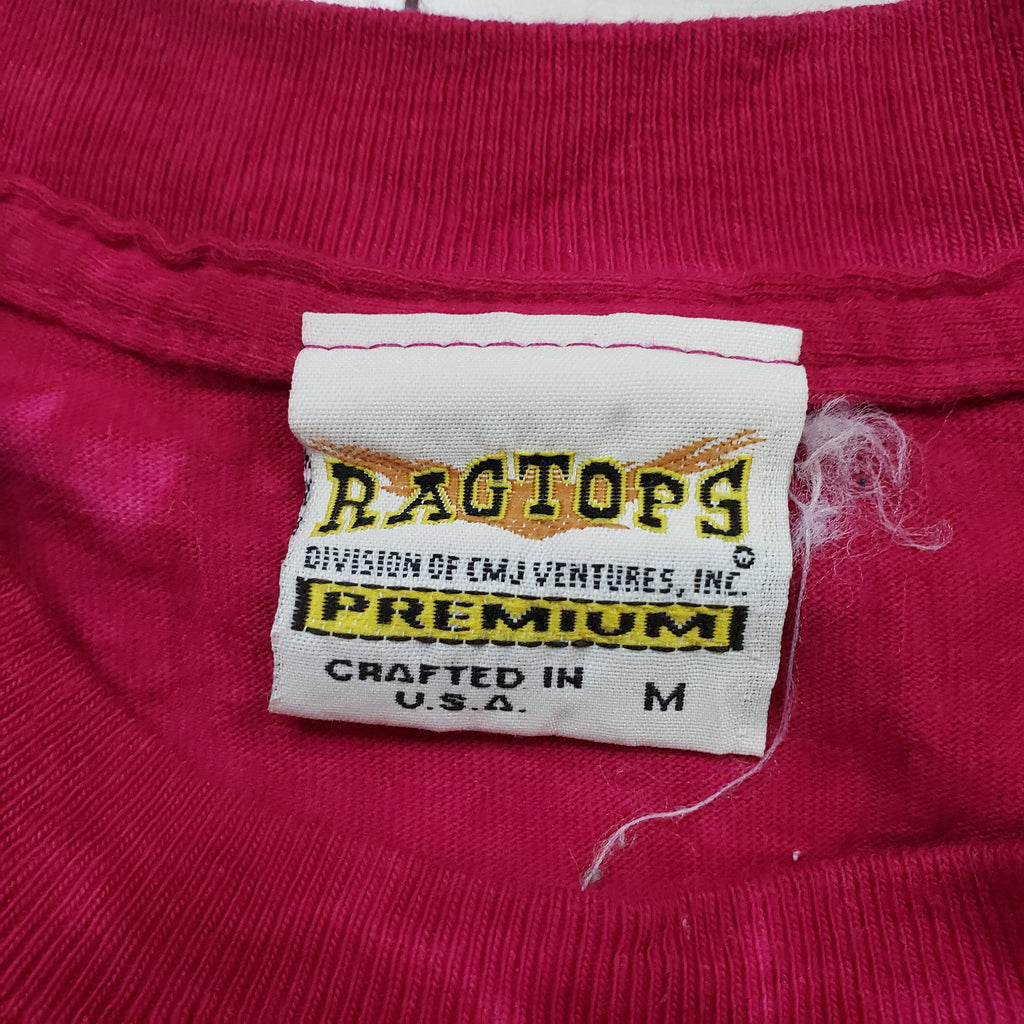 RAGTOPS
DIVISION OF CMJ VENTURES, INC.
PREMIUM
CRAFTED IN
U.S.A.
M